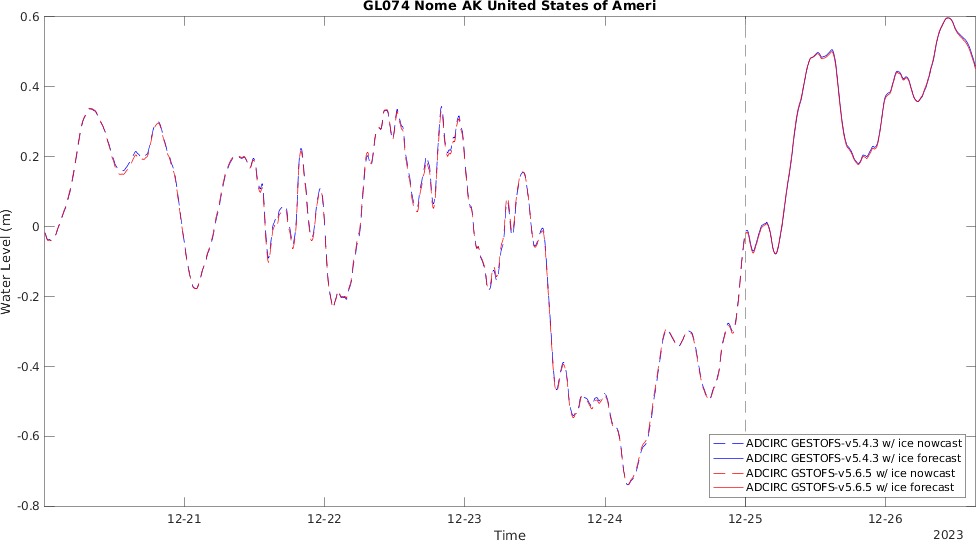 GL074 Nome AK United States of Ameri
0.6
0.4
0.2
0
-0.2
-0.4
-0.6
-0.8
Water Level (m)
ADCIRC GESTOFS-v5.4.3 w/ ice nowcast
ADCIRC GESTOFS-v5.4.3 w/ ice forecast
ADCIRC GSTOFS-v5.6.5 w/ ice nowcast
ADCIRC GSTOFS-v5.6.5 w/ ice forecast
12-21
12-22
12-23
12-24
12-25
12-26
Time
2023